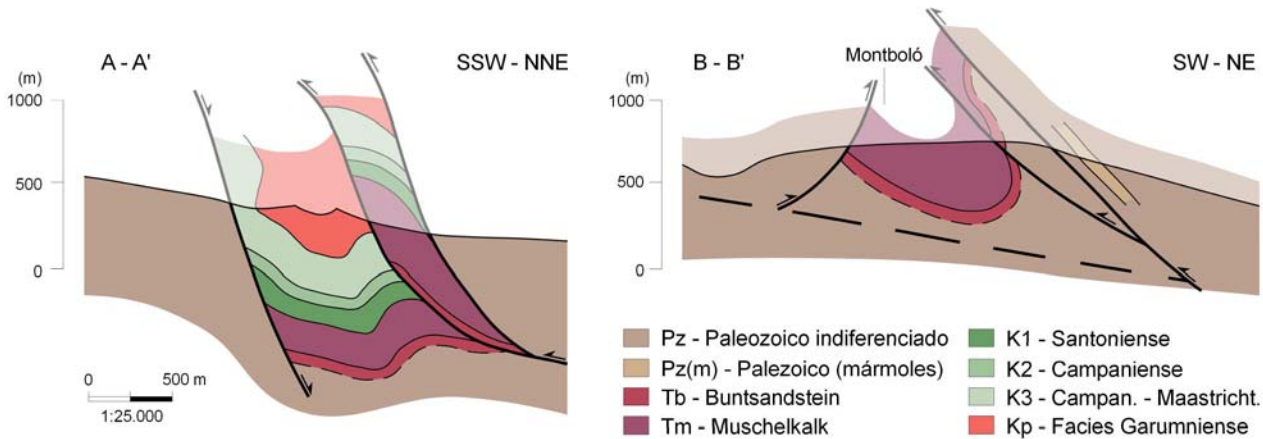 A - A'
SSW - NNE
(m)
1000
500
0
0 500 m
1:25.000
B - B'
Montboló
SW - NE
(m)
1000
500
0
Pz - Paleozoico indiferenciado
Pz(m) - Palezoico (mármoles)
Tb - Buntsandstein
Tm - Muschelkalk
K1 - Santoniense
K2 - Campaniense
K3 - Campan. - Maastricht.
Kp - Facies Garumniense